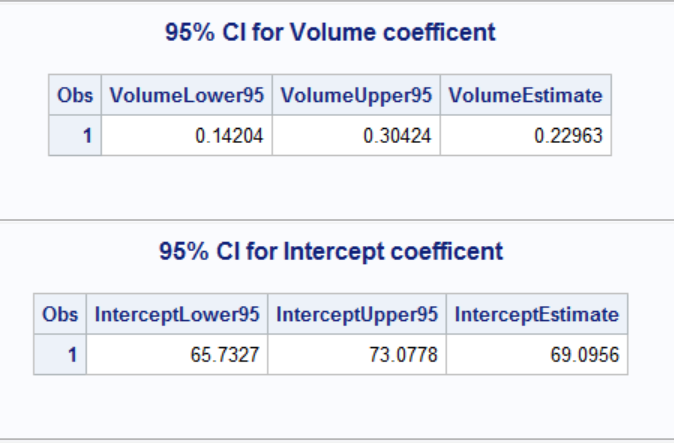 95% CI for Volume coefficent
Obs VolumeLower95 VolumeUpper95 VolumeEstimate
1 0.14204 0.30424 0.22963
95% CI for Intercept coefficent
Obs InterceptLower95 InterceptUpper95 InterceptEstimate
1 65.7327 73.0778 69.0956